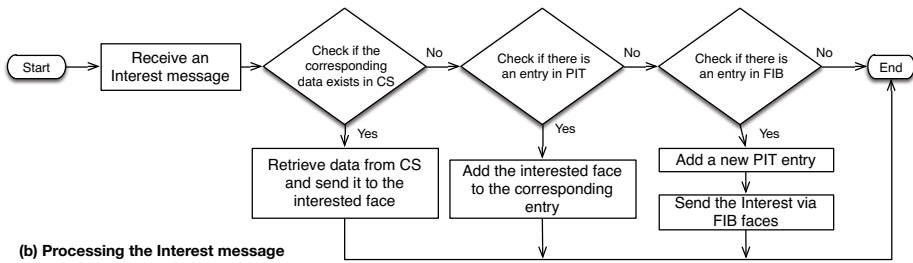 Start
Receive an
Interest message
Check if the
corresponding
data exists in CS
No
Check if there is
an entry in PIT
No
Check if there is
an entry in FIB
No
End
Yes
Yes
Yes
Retrieve data from CS
and send it to the
interested face
Add the interested face
to the corresponding
entry
Add a new PIT entry
Send the Interest via
FIB faces
(b) Processing the Interest message